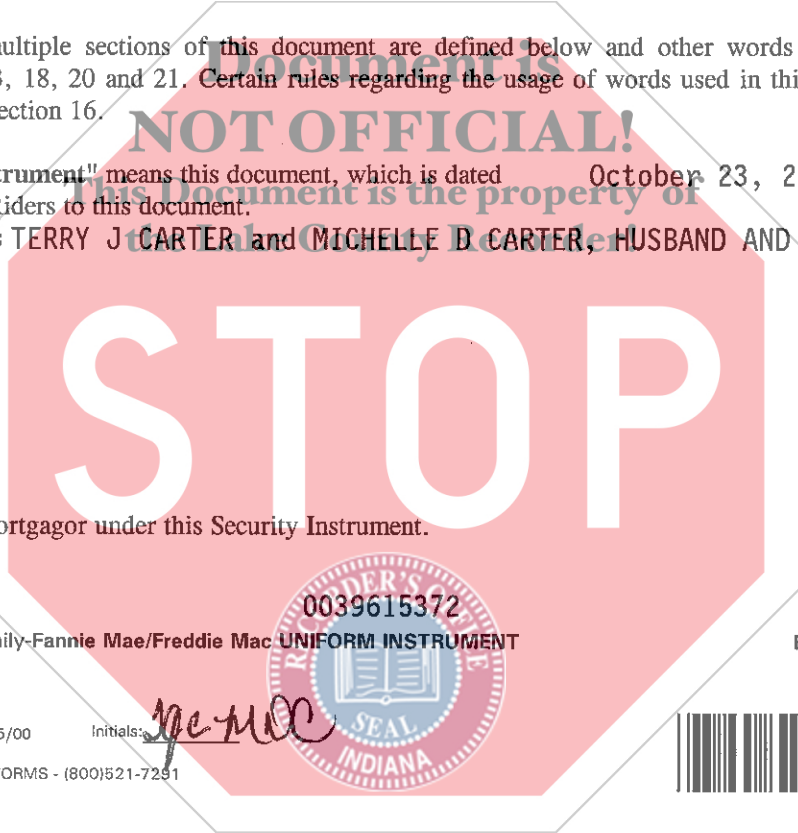 ultiple sections of this document are defined below and other words
3, 18, 20 and 21. Certain rules regarding the usage of words used in thi
ection 16.
Document is
NOT OFFICIAL!
This Document is the property of
the Lake County Recorder!
trument" means this document, which is dated October 23, 2
Riders to this document.
TERRY J CARTER and MICHELLE D CARTER, HUSBAND AND
STOP
ortgagor under this Security Instrument.
0039615372
ily-Fannie Mae/Freddie Mac UNIFORM INSTRUMENT
RECORDER'S OFFICE
SEAL
INDIANA
5/00 Initials:
ORMS - (800)521-7291